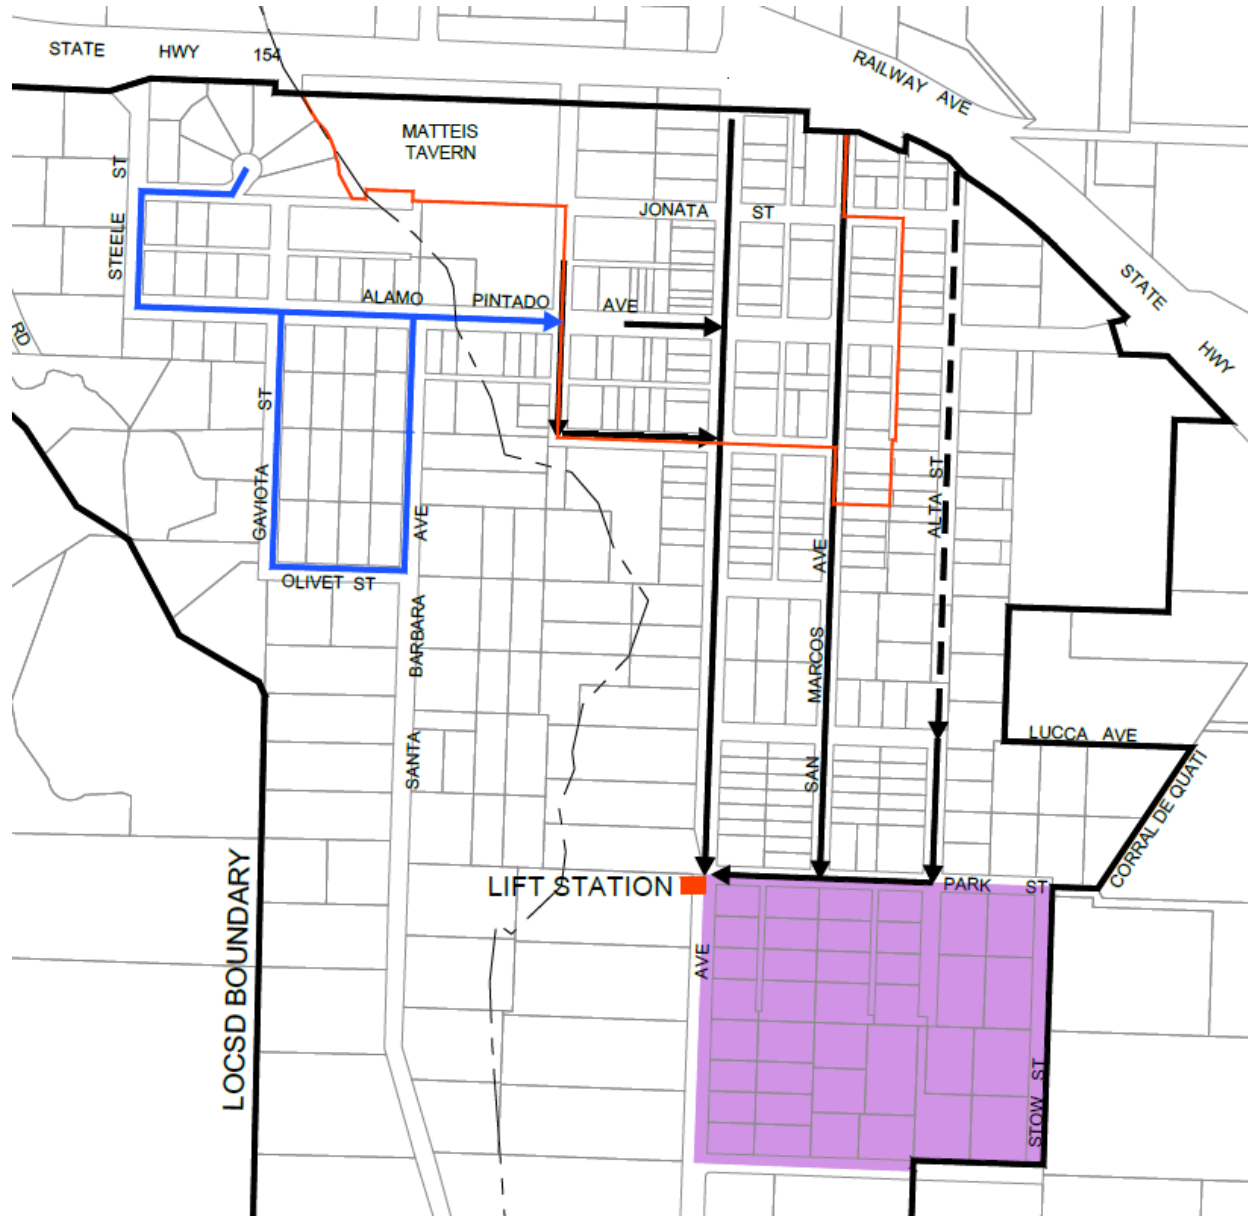 STATE HWY 154
RAILWAY AVE
MATTEIS
TAVERN
STEELE ST
JONATA ST
STATE HWY
ALAMO PINTADO AVE
RD
GAVIOTA ST
ALTA ST
OLIVET ST
SANTA BARBARA AVE
SAN MARCOS AVE
LUCCA AVE
CORRAL DE QUATI
LIFT STATION
PARK ST
LOCSD BOUNDARY
AVE
STOW ST